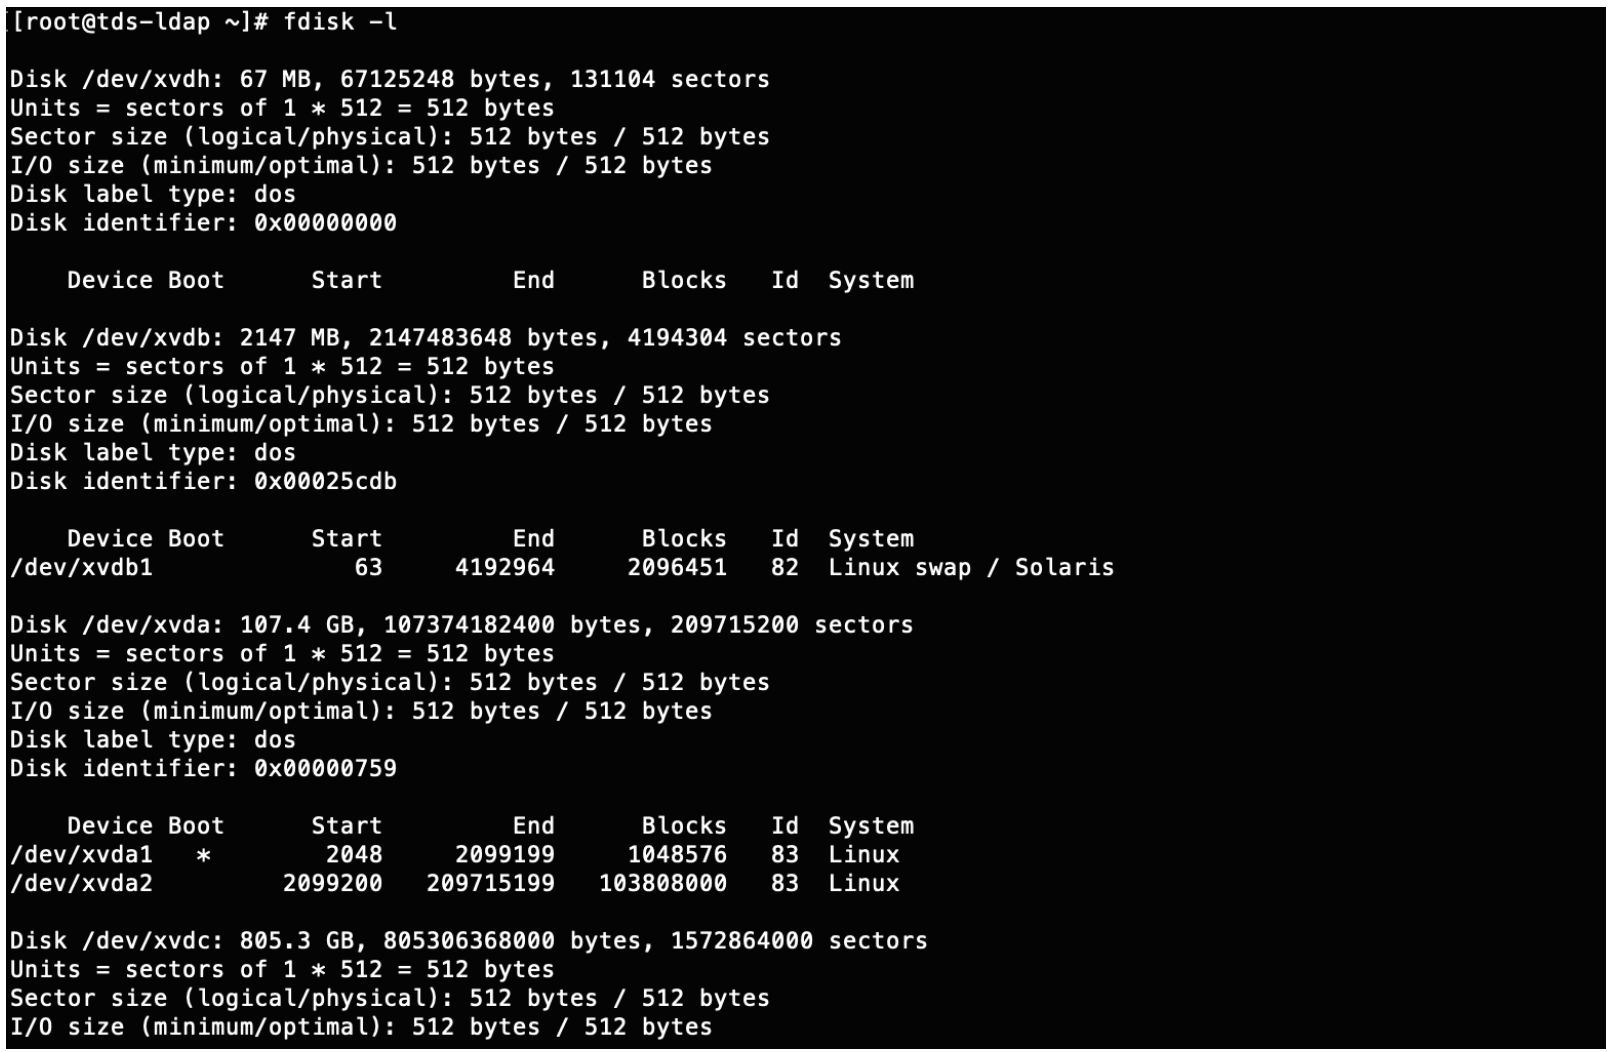 [[root@tds-ldap ~]# fdisk -l
Disk /dev/xvdh: 67 MB, 67125248 bytes, 131104 sectors
Units = sectors of 1 * 512 = 512 bytes
Sector size (logical/physical): 512 bytes / 512 bytes
I/O size (minimum/optimal): 512 bytes / 512 bytes
Disk label type: dos
Disk identifier: 0x00000000
Device Boot Start End Blocks Id System
Disk /dev/xvdb: 2147 MB, 2147483648 bytes, 4194304 sectors
Units = sectors of 1 * 512 = 512 bytes
Sector size (logical/physical): 512 bytes / 512 bytes
I/O size (minimum/optimal): 512 bytes / 512 bytes
Disk label type: dos
Disk identifier: 0x00025cdb
Device Boot Start End Blocks Id System
/dev/xvdb1 63 4192964 2096451 82 Linux swap / Solaris
Disk /dev/xvda: 107.4 GB, 107374182400 bytes, 209715200 sectors
Units = sectors of 1 * 512 = 512 bytes
Sector size (logical/physical): 512 bytes / 512 bytes
I/O size (minimum/optimal): 512 bytes / 512 bytes
Disk label type: dos
Disk identifier: 0x00000759
Device Boot Start End Blocks Id System
/dev/xvda1 * 2048 2099199 1048576 83 Linux
/dev/xvda2 2099200 209715199 103808000 83 Linux
Disk /dev/xvdc: 805.3 GB, 805306368000 bytes, 1572864000 sectors
Units = sectors of 1 * 512 = 512 bytes
Sector size (logical/physical): 512 bytes / 512 bytes
I/O size (minimum/optimal): 512 bytes / 512 bytes